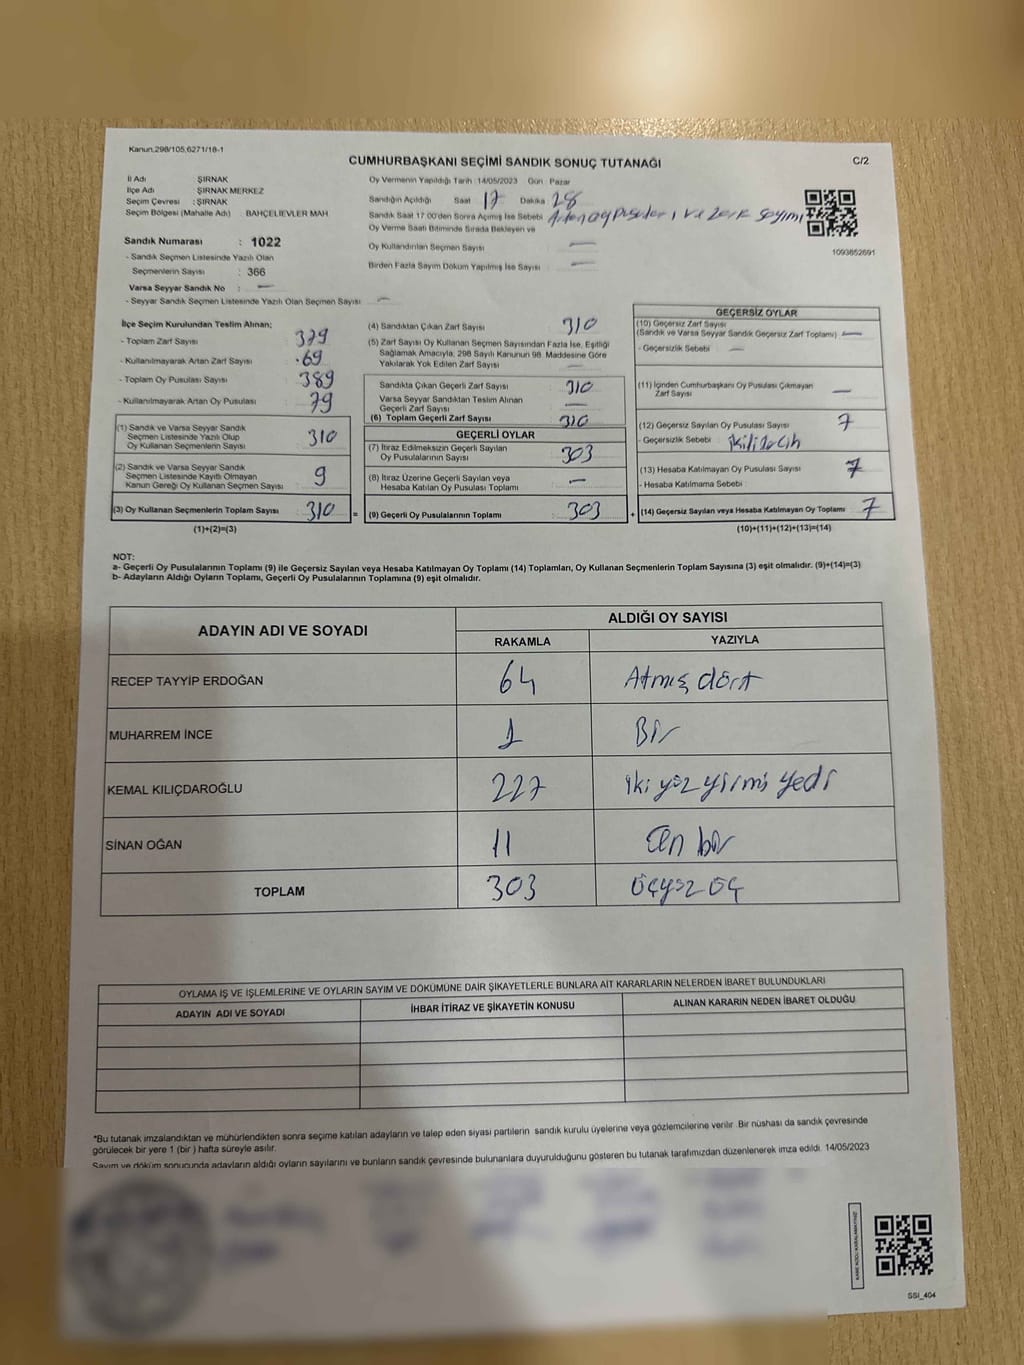 Kanun.298/105,6271/18-1
CUMHURBAŞKANI SEÇİMİ SANDIK SONUÇ TUTANAĞI
C/2
İl Adı ŞIRNAK
İlçe Adı ŞIRNAK MERKEZ
Seçim Çevresi : ŞIRNAK
Seçim Bölgesi (Mahalle Adı) : BAHÇELİEVLER MAH
Sandık Numarası : 1022
- Sandık Seçmen Listesinde Yazılı Olan
Seçmenlerin Sayısı : 366
Varsa Seyyar Sandık No : —
- Seyyar Sandık Seçmen Listesinde Yazılı Olan Seçmen Sayısı —
Oy Vermenin Yapıldığı Tarih : 14/05/2023 Gün : Pazar
Sandığın Açıldığı Saat 17 Dakika 28
Sandık Saat 17.00'den Sonra Açılmış İse Sebebi Artan oy pusuları ve zarf sayımı
Oy Verme Saati Bitiminde Sırada Bekleyen ve
Oy Kullandırılan Seçmen Sayısı —
Birden Fazla Sayım Döküm Yapılmış İse Sayısı —
1093652691
İlçe Seçim Kurulundan Teslim Alınan;
- Toplam Zarf Sayısı 379
- Kullanılmayarak Artan Zarf Sayısı 69
- Toplam Oy Pusulası Sayısı 389
- Kullanılmayarak Artan Oy Pusulası 79
(1) Sandık ve Varsa Seyyar Sandık
Seçmen Listesinde Yazılı Olup
Oy Kullanan Seçmenlerin Sayısı 310
(2) Sandık ve Varsa Seyyar Sandık
Seçmen Listesinde Kayıtlı Olmayan
Kanun Gereği Oy Kullanan Seçmen Sayısı 9
(3) Oy Kullanan Seçmenlerin Toplam Sayısı 310 =
(1)+(2)=(3)
(4) Sandıktan Çıkan Zarf Sayısı 310
(5) Zarf Sayısı Oy Kullanan Seçmen Sayısından Fazla İse, Eşitliği
Sağlamak Amacıyla; 298 Sayılı Kanunun 98. Maddesine Göre
Yakılarak Yok Edilen Zarf Sayısı —
Sandıkta Çıkan Geçerli Zarf Sayısı 310
Varsa Seyyar Sandıktan Teslim Alınan
Geçerli Zarf Sayısı —
(6) Toplam Geçerli Zarf Sayısı 310
GEÇERLİ OYLAR
(7) İtiraz Edilmeksizin Geçerli Sayılan
Oy Pusulalarının Sayısı 303
(8) İtiraz Üzerine Geçerli Sayılan veya
Hesaba Katılan Oy Pusulası Toplamı —
(9) Geçerli Oy Pusulalarının Toplamı : 303 +
GEÇERSİZ OYLAR
(10) Geçersiz Zarf Sayısı
(Sandık ve Varsa Seyyar Sandık Geçersiz Zarf Toplamı) —
- Geçersizlik Sebebi : —
(11) İçinden Cumhurbaşkanı Oy Pusulası Çıkmayan
Zarf Sayısı —
(12) Geçersiz Sayılan Oy Pusulası Sayısı 7
- Geçersizlik Sebebi :
(13) Hesaba Katılmayan Oy Pusulası Sayısı 7
- Hesaba Katılmama Sebebi :
(14) Geçersiz Sayılan veya Hesaba Katılmayan Oy Toplamı 7
(10)+(11)+(12)+(13)=(14)
NOT:
a- Geçerli Oy Pusulalarının Toplamı (9) ile Geçersiz Sayılan veya Hesaba Katılmayan Oy Toplamı (14) Toplamları, Oy Kullanan Seçmenlerin Toplam Sayısına (3) eşit olmalıdır. (9)+(14)=(3)
b- Adayların Aldığı Oyların Toplamı, Geçerli Oy Pusulalarının Toplamına (9) eşit olmalıdır.
ADAYIN ADI VE SOYADI
ALDIĞI OY SAYISI
RAKAMLA YAZIYLA
RECEP TAYYİP ERDOĞAN 64 Atmış dört
MUHARREM İNCE 1 Bir
KEMAL KILIÇDAROĞLU 227 iki yüz yirmi yedi
SİNAN OĞAN 11 on bir
TOPLAM 303 üçyüz üç
OYLAMA İŞ VE İŞLEMLERİNE VE OYLARIN SAYIM VE DÖKÜMÜNE DAİR ŞİKAYETLERLE BUNLARA AİT KARARLARIN NELERDEN İBARET BULUNDUKLARI
ADAYIN ADI VE SOYADI İHBAR İTİRAZ VE ŞİKAYETİN KONUSU ALINAN KARARIN NEDEN İBARET OLDUĞU
*Bu tutanak imzalandıktan ve mühürlendikten sonra seçime katılan adayların ve talep eden siyasi partilerin sandık kurulu üyelerine veya gözlemcilerine verilir. Bir nüshası da sandık çevresinde
görülecek bir yere 1 (bir ) hafta süreyle asılır.
Sayım ve döküm sonucunda adayların aldığı oyların sayılarını ve bunların sandık çevresinde bulunanlara duyurulduğunu gösteren bu tutanak tarafımızdan düzenlenerek imza edildi. 14/05/2023
KARE KODU KARALAMAYINIZ!
SSI_404